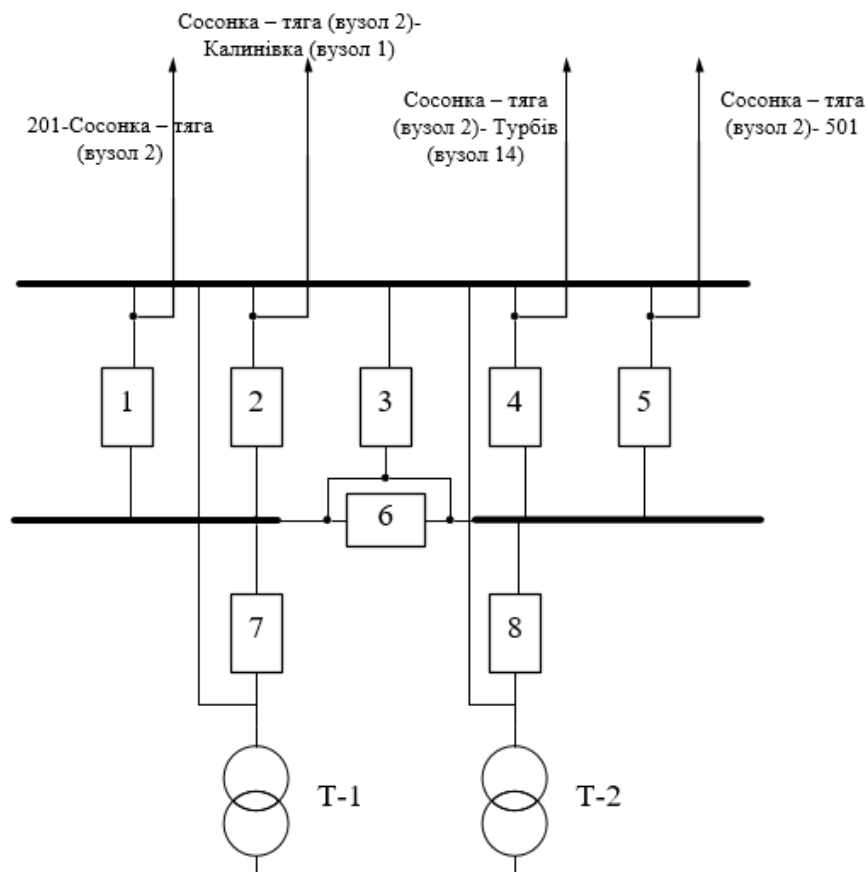 Сосонка – тяга (вузол 2)-
Калинівка (вузол 1)
201-Сосонка – тяга
(вузол 2)
Сосонка – тяга
(вузол 2)- Турбів
(вузол 14)
Сосонка – тяга
(вузол 2)- 501
1
2
3
4
5
6
7
8
Т-1
Т-2